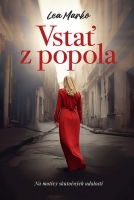 Lea Marko
Vstať
z popola
Na motívy skutočných udalostí